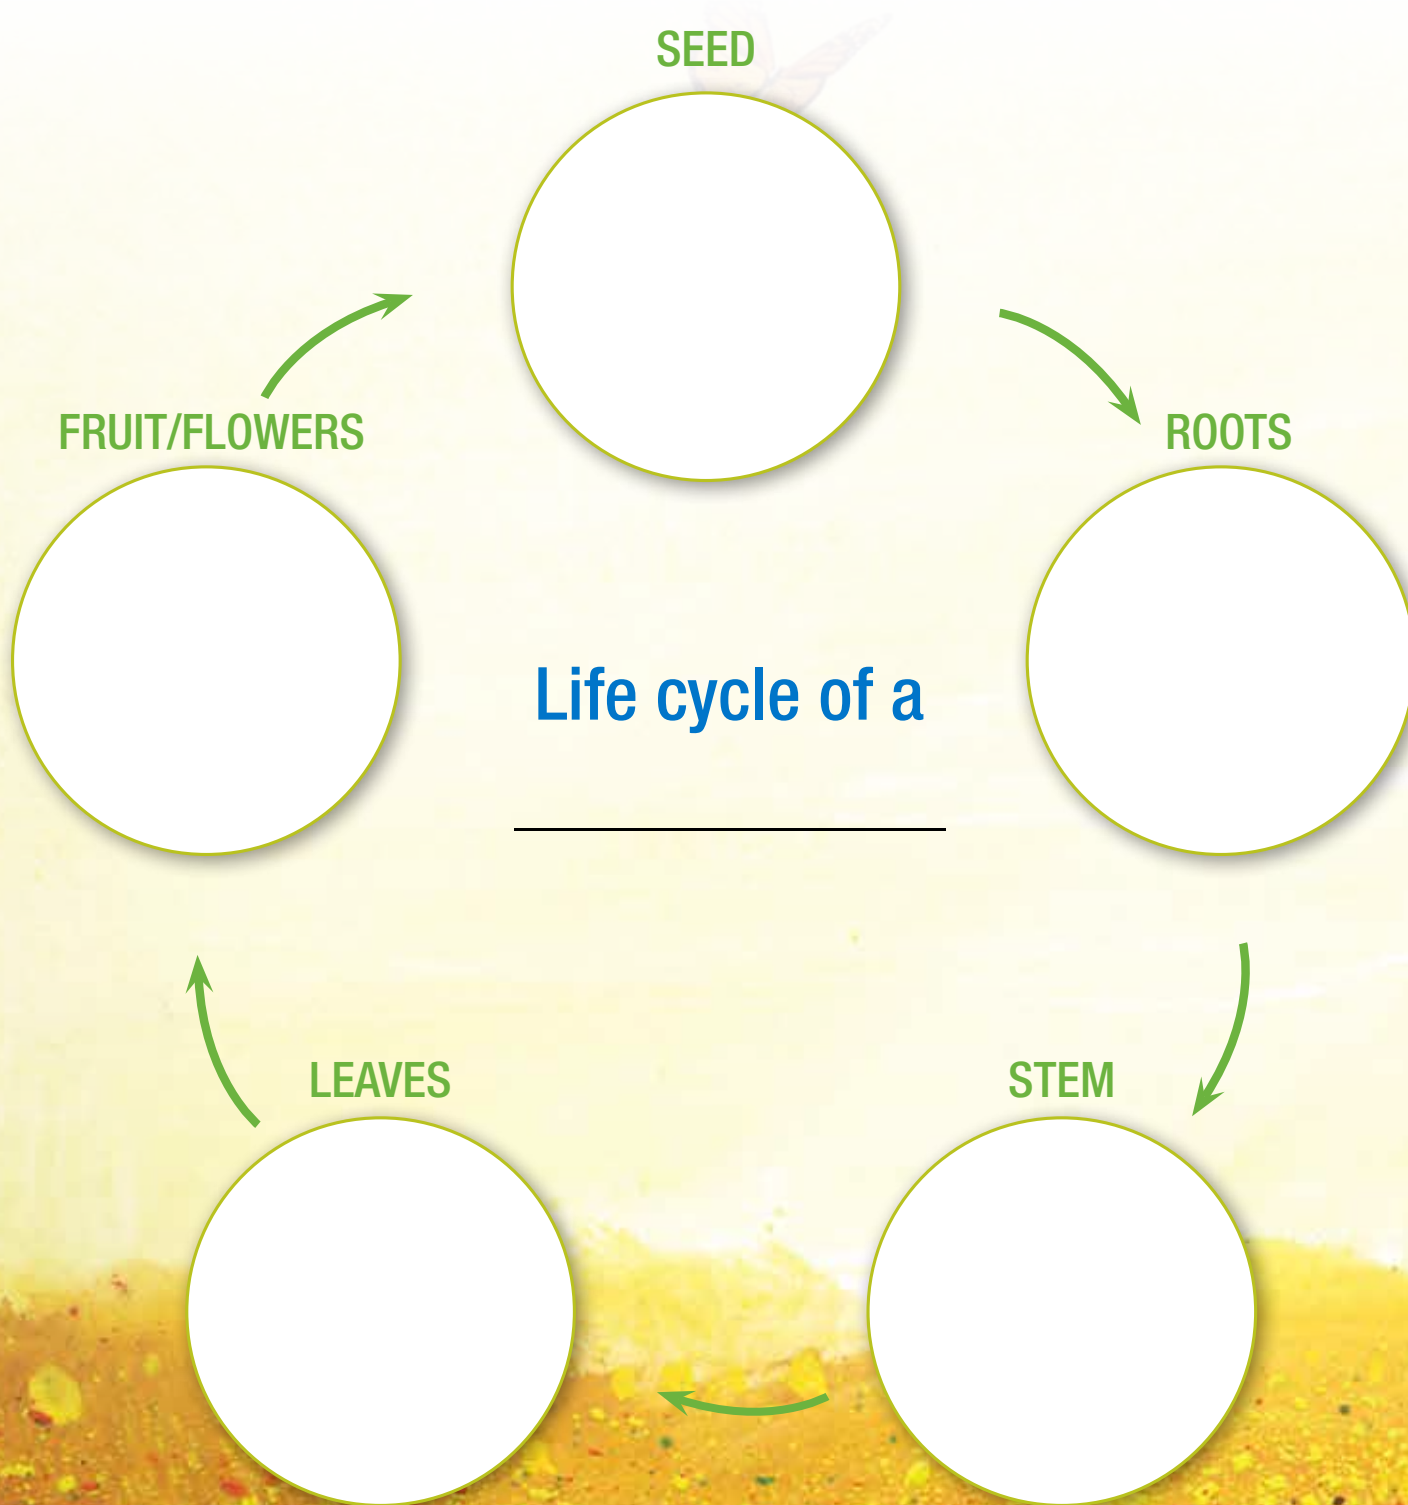 SEED
FRUIT/FLOWERS
ROOTS
Life cycle of a
LEAVES
STEM